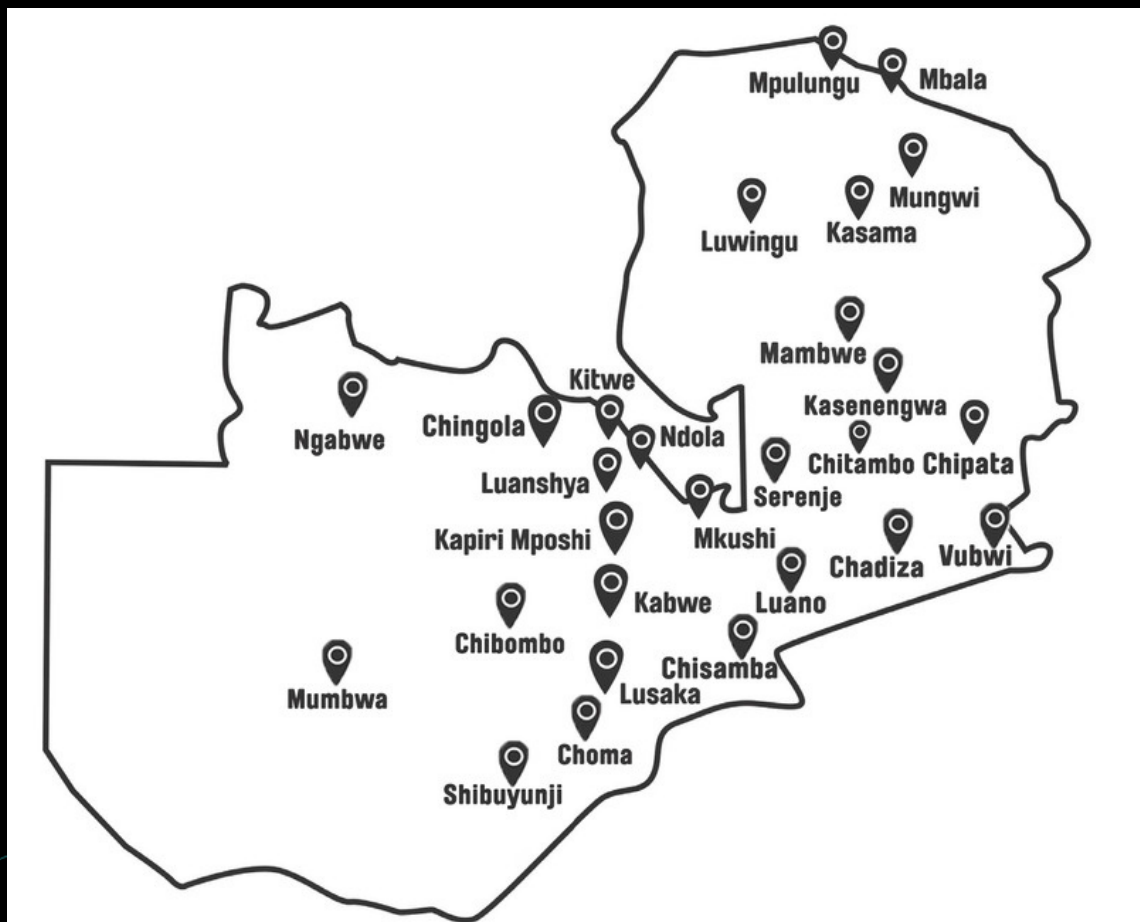 Mpulungu
Mbala
Mungwi
Luwingu
Kasama
Mambwe
Kitwe
Kasenengwa
Chingola
Ngabwe
Ndola
Chitambo
Chipata
Luanshya
Serenje
Kapiri Mposhi
Mkushi
Vubwi
Chadiza
Kabwe
Luano
Chibombo
Chisamba
Mumbwa
Lusaka
Choma
Shibuyunji